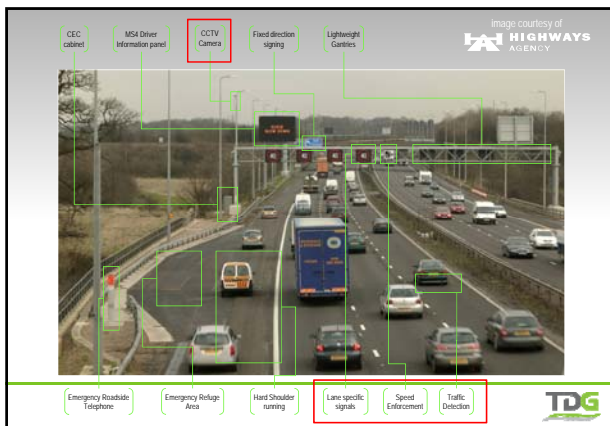 image courtesy of
HIGHWAYS
AGENCY
CEC
cabinet
MS4 Driver
Information panel
CCTV
Camera
Fixed direction
signing
Lightweight
Gantries
Emergency Roadside
Telephone
Emergency Refuge
Area
Hard Shoulder
running
Lane specific
signals
Speed
Enforcement
Traffic
Detection
TDG